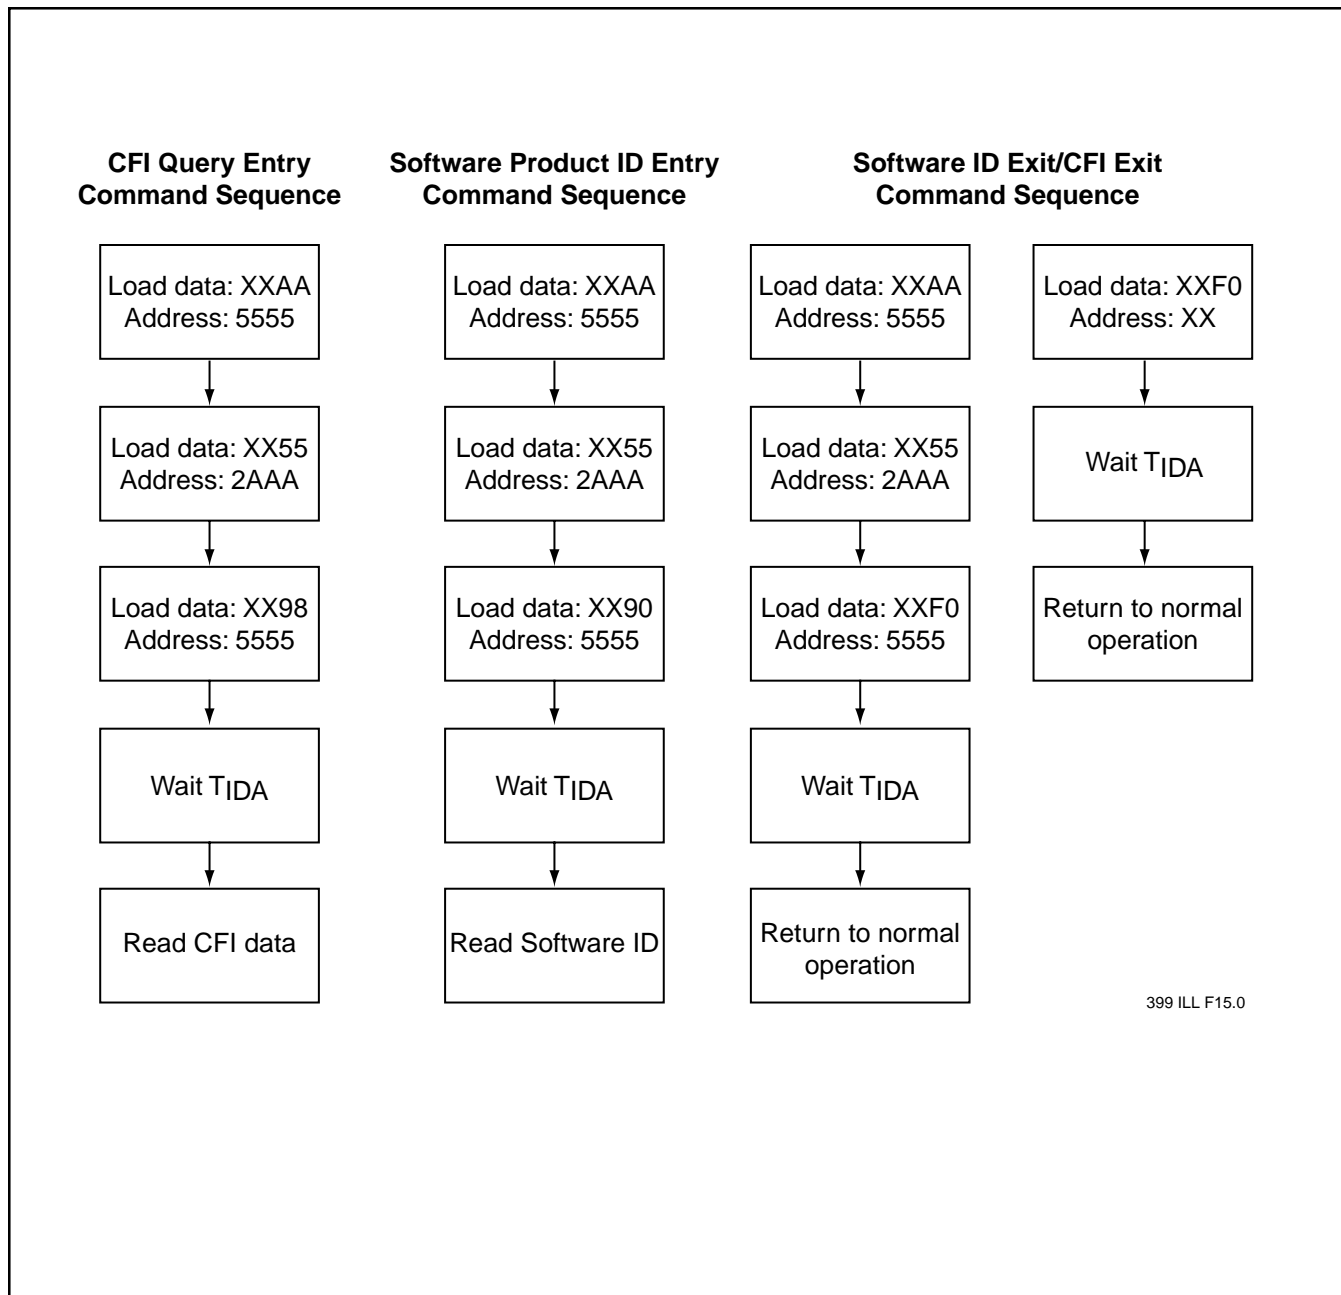 CFI Query Entry
Command Sequence
Load data: XXAA
Address: 5555
Load data: XX55
Address: 2AAA
Load data: XX98
Address: 5555
Wait TIDA
Read CFI data
Software Product ID Entry
Command Sequence
Load data: XXAA
Address: 5555
Load data: XX55
Address: 2AAA
Load data: XX90
Address: 5555
Wait TIDA
Read Software ID
Software ID Exit/CFI Exit
Command Sequence
Load data: XXAA
Address: 5555
Load data: XX55
Address: 2AAA
Load data: XXF0
Address: 5555
Wait TIDA
Return to normal
operation
Load data: XXF0
Address: XX
Wait TIDA
Return to normal
operation
399 ILL F15.0